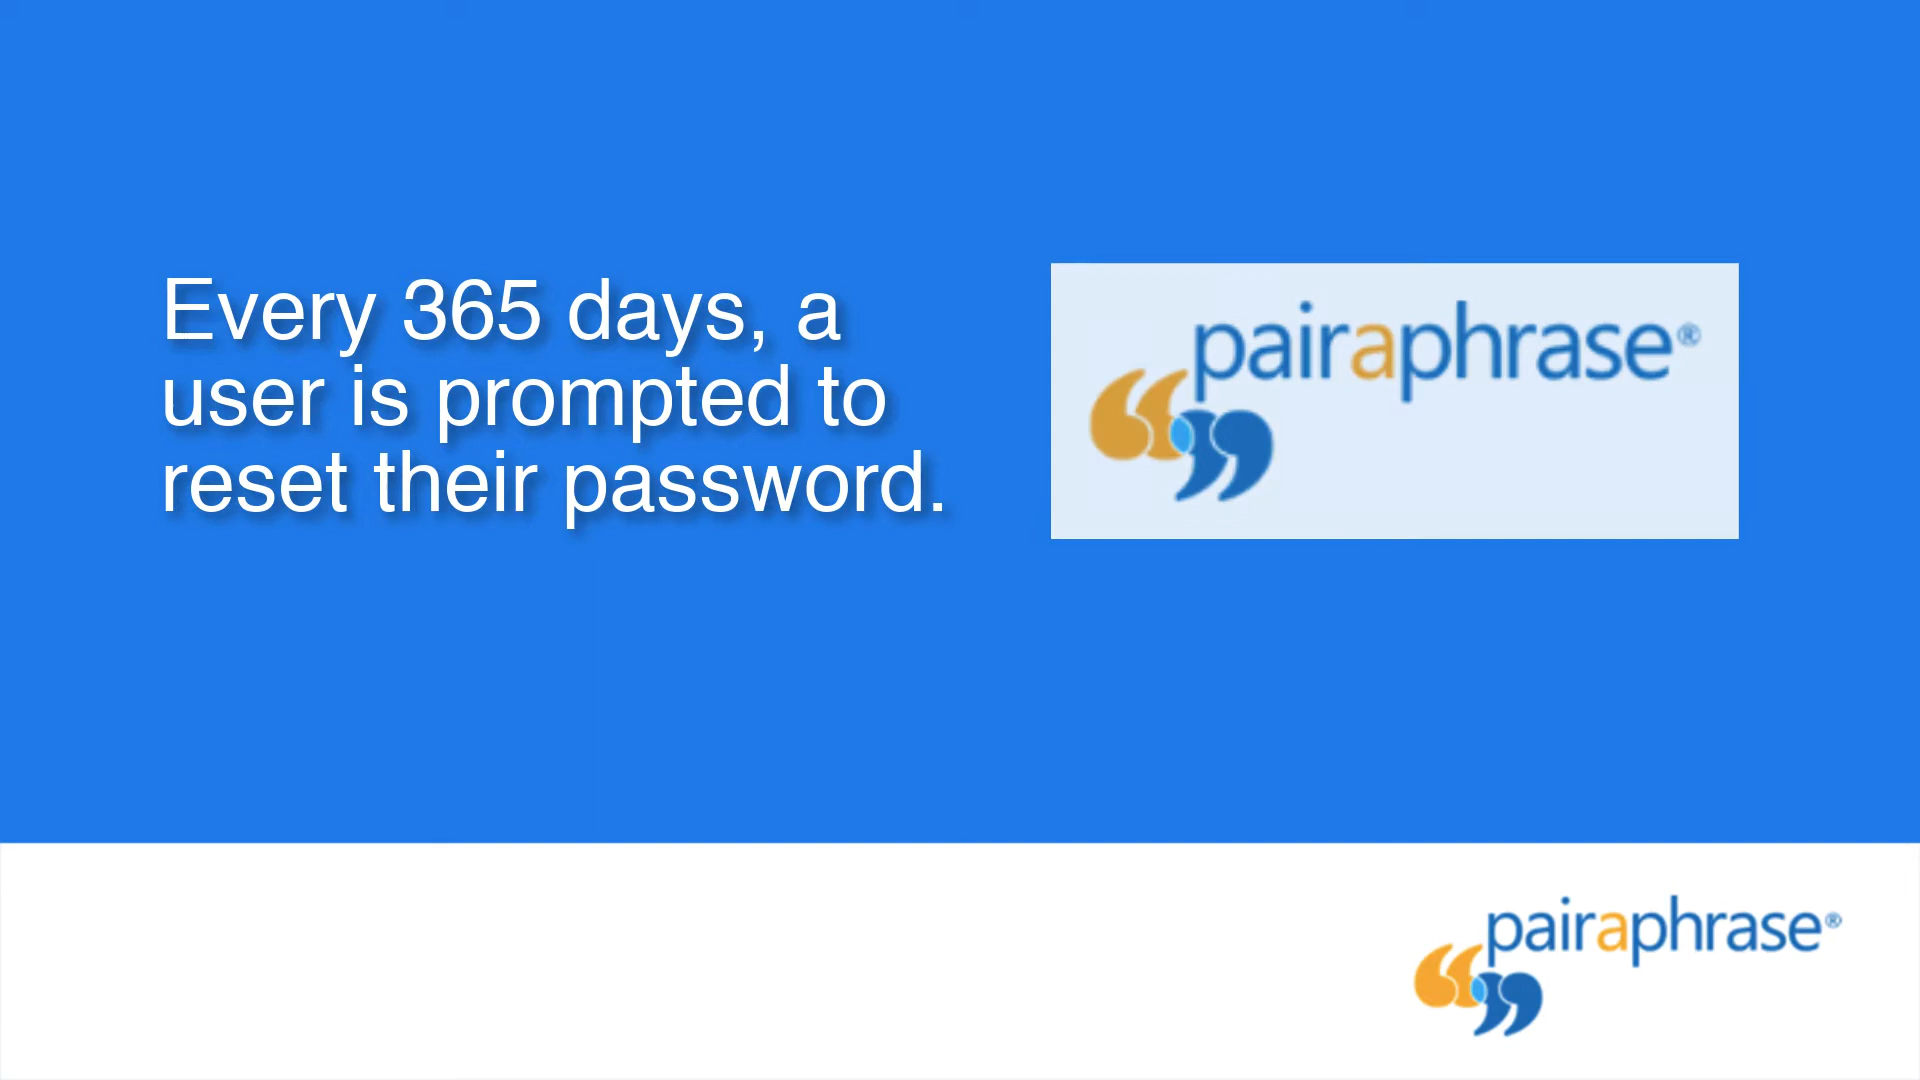 Every 365 days, a
user is prompted to
reset their password.
pairaphrase®
pairaphrase®